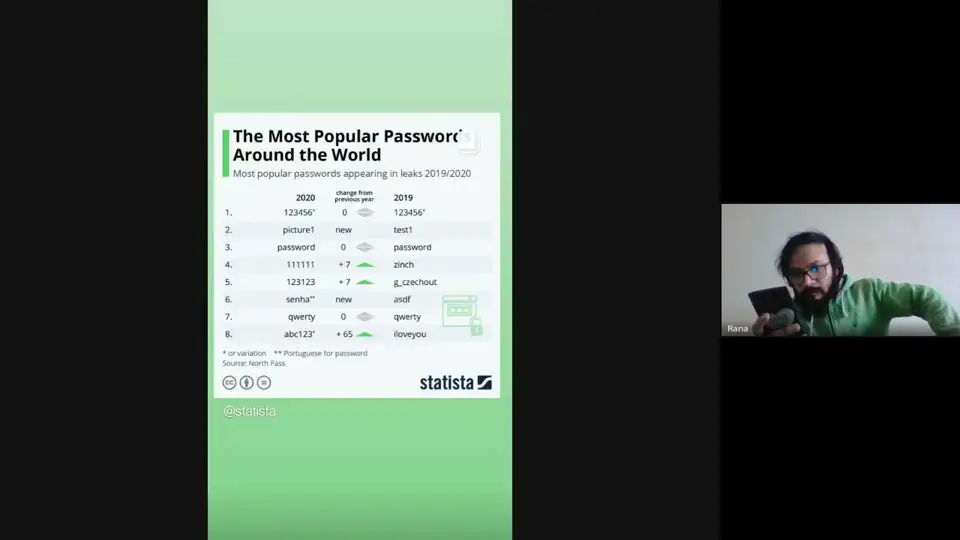 The Most Popular Passwords
Around the World
Most popular passwords appearing in leaks 2019/2020
2020 change from previous year 2019
1. 123456* 0 123456*
2. picture1 new test1
3. password 0 password
4. 111111 +7 zinch
5. 123123 +7 g_czechout
6. senha** new asdf
7. qwerty 0 qwerty
8. abc123* +65 iloveyou
* or variation ** Portuguese for password
Source: North Pass
cc
statista
@statista
Rana